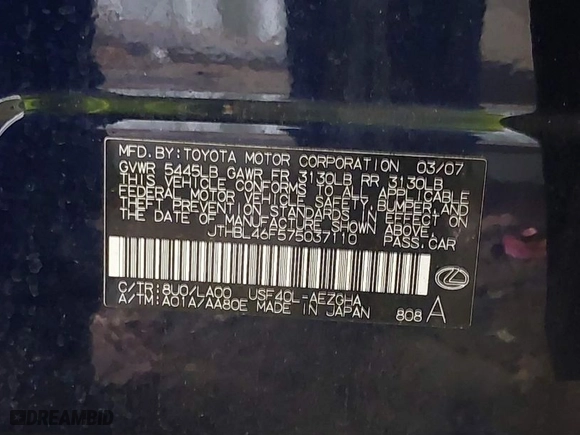 MFD. BY: TOYOTA MOTOR CORPORATION 03/07
GVWR 5445LB GAWR FR 3130LB RR 3130LB
THIS VEHICLE CONFORMS TO ALL APPLICABLE
FEDERAL MOTOR VEHICLE SAFETY, BUMPER, AND
THEFT PREVENTION STANDARDS IN EFFECT ON
THE DATE OF MANUFACTURE SHOWN ABOVE.
JTHBL46F575037110 PASS. CAR
C/TR: 8U0/LA00 USF40L-AEZGHA
A/TM: A01A/AA80E MADE IN JAPAN 808 A
DREAMBID